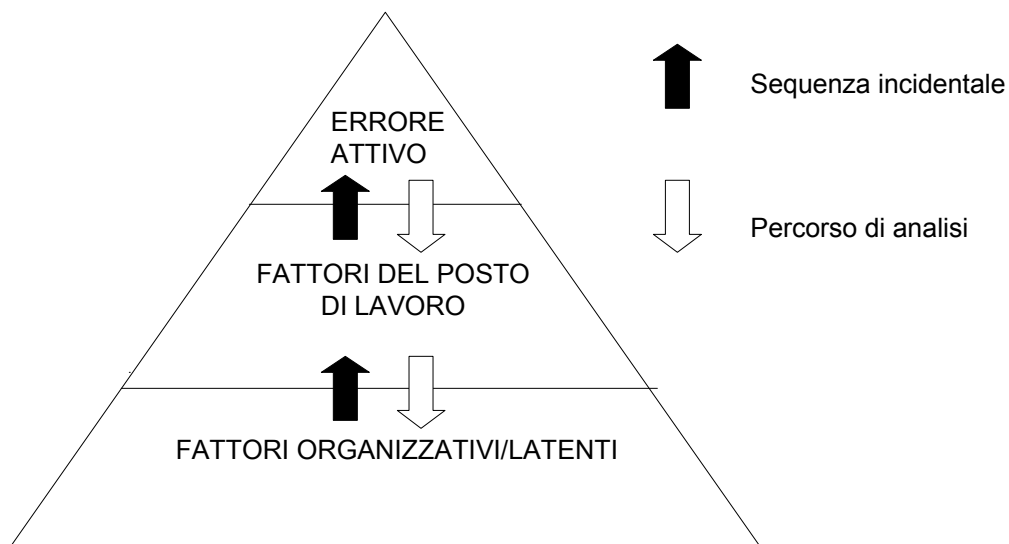 ERRORE
ATTIVO
Sequenza incidentale
Percorso di analisi
FATTORI DEL POSTO
DI LAVORO
FATTORI ORGANIZZATIVI/LATENTI